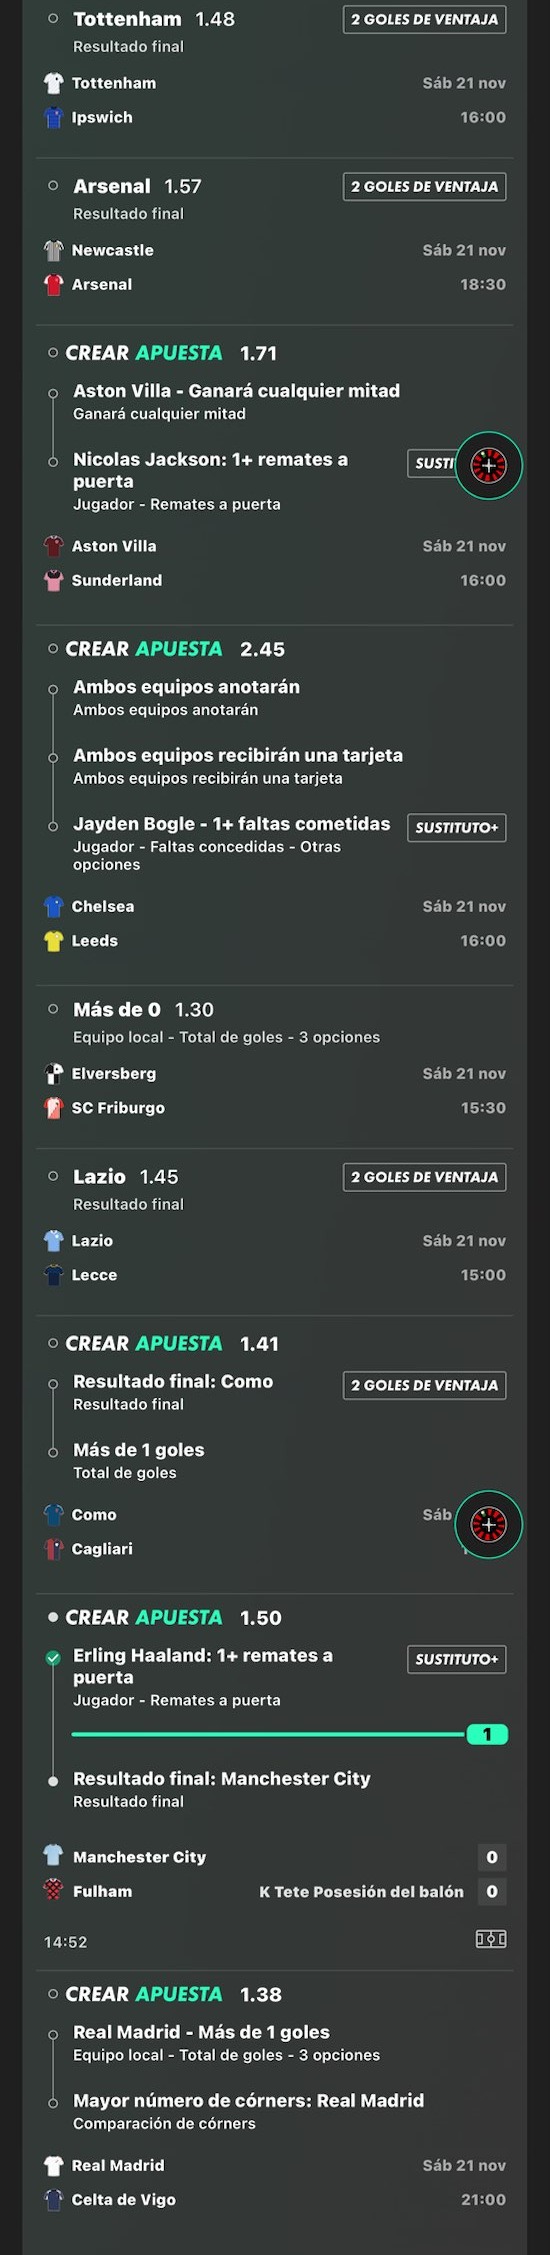 Tottenham 1.48 2 GOLES DE VENTAJA
Resultado final
Tottenham Sáb 21 nov
Ipswich 16:00
Arsenal 1.57 2 GOLES DE VENTAJA
Resultado final
Newcastle Sáb 21 nov
Arsenal 18:30
CREAR APUESTA 1.71
Aston Villa - Ganará cualquier mitad
Ganará cualquier mitad
Nicolas Jackson: 1+ remates a
puerta
Jugador - Remates a puerta
Aston Villa Sáb 21 nov
Sunderland 16:00
CREAR APUESTA 2.45
Ambos equipos anotarán
Ambos equipos anotarán
Ambos equipos recibirán una tarjeta
Ambos equipos recibirán una tarjeta
Jayden Bogle - 1+ faltas cometidas SUSTITUTO+
Jugador - Faltas concedidas - Otras
opciones
Chelsea Sáb 21 nov
Leeds 16:00
Más de 0 1.30
Equipo local - Total de goles - 3 opciones
Elversberg Sáb 21 nov
SC Friburgo 15:30
Lazio 1.45 2 GOLES DE VENTAJA
Resultado final
Lazio Sáb 21 nov
Lecce 15:00
CREAR APUESTA 1.41
Resultado final: Como 2 GOLES DE VENTAJA
Resultado final
Más de 1 goles
Total de goles
Como Sáb
Cagliari
CREAR APUESTA 1.50
Erling Haaland: 1+ remates a SUSTITUTO+
puerta
Jugador - Remates a puerta
1
Resultado final: Manchester City
Resultado final
Manchester City 0
Fulham K Tete Posesión del balón 0
14:52
CREAR APUESTA 1.38
Real Madrid - Más de 1 goles
Equipo local - Total de goles - 3 opciones
Mayor número de córners: Real Madrid
Comparación de córners
Real Madrid Sáb 21 nov
Celta de Vigo 21:00